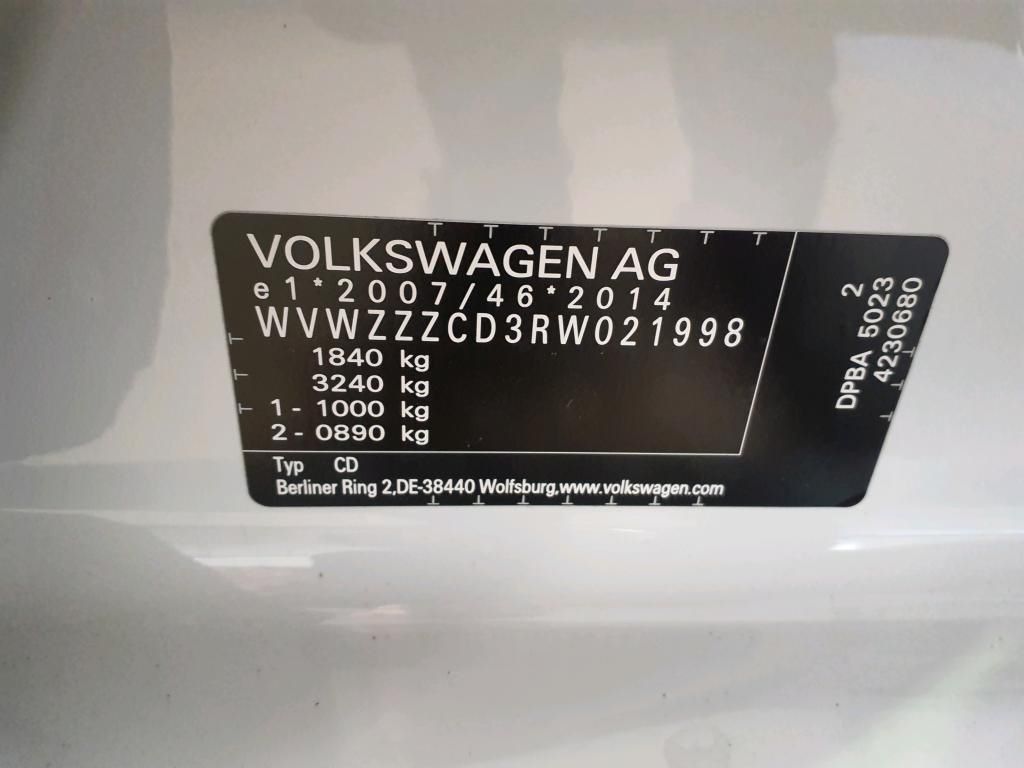 VOLKSWAGEN AG
e1*2007/46*2014
WVWZZZCD3RW021998
1840 kg
3240 kg
1- 1000 kg
2- 0890 kg
Typ CD
Berliner Ring 2,DE-38440 Wolfsburg,www.volkswagen.com
2
DPBA 5023
4230680